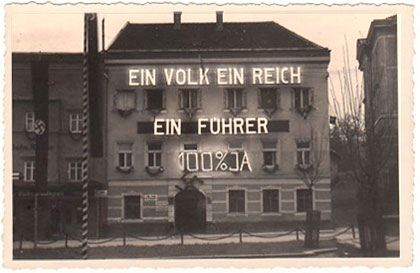 EIN VOLK EIN REICH
EIN FÜHRER
100% JA